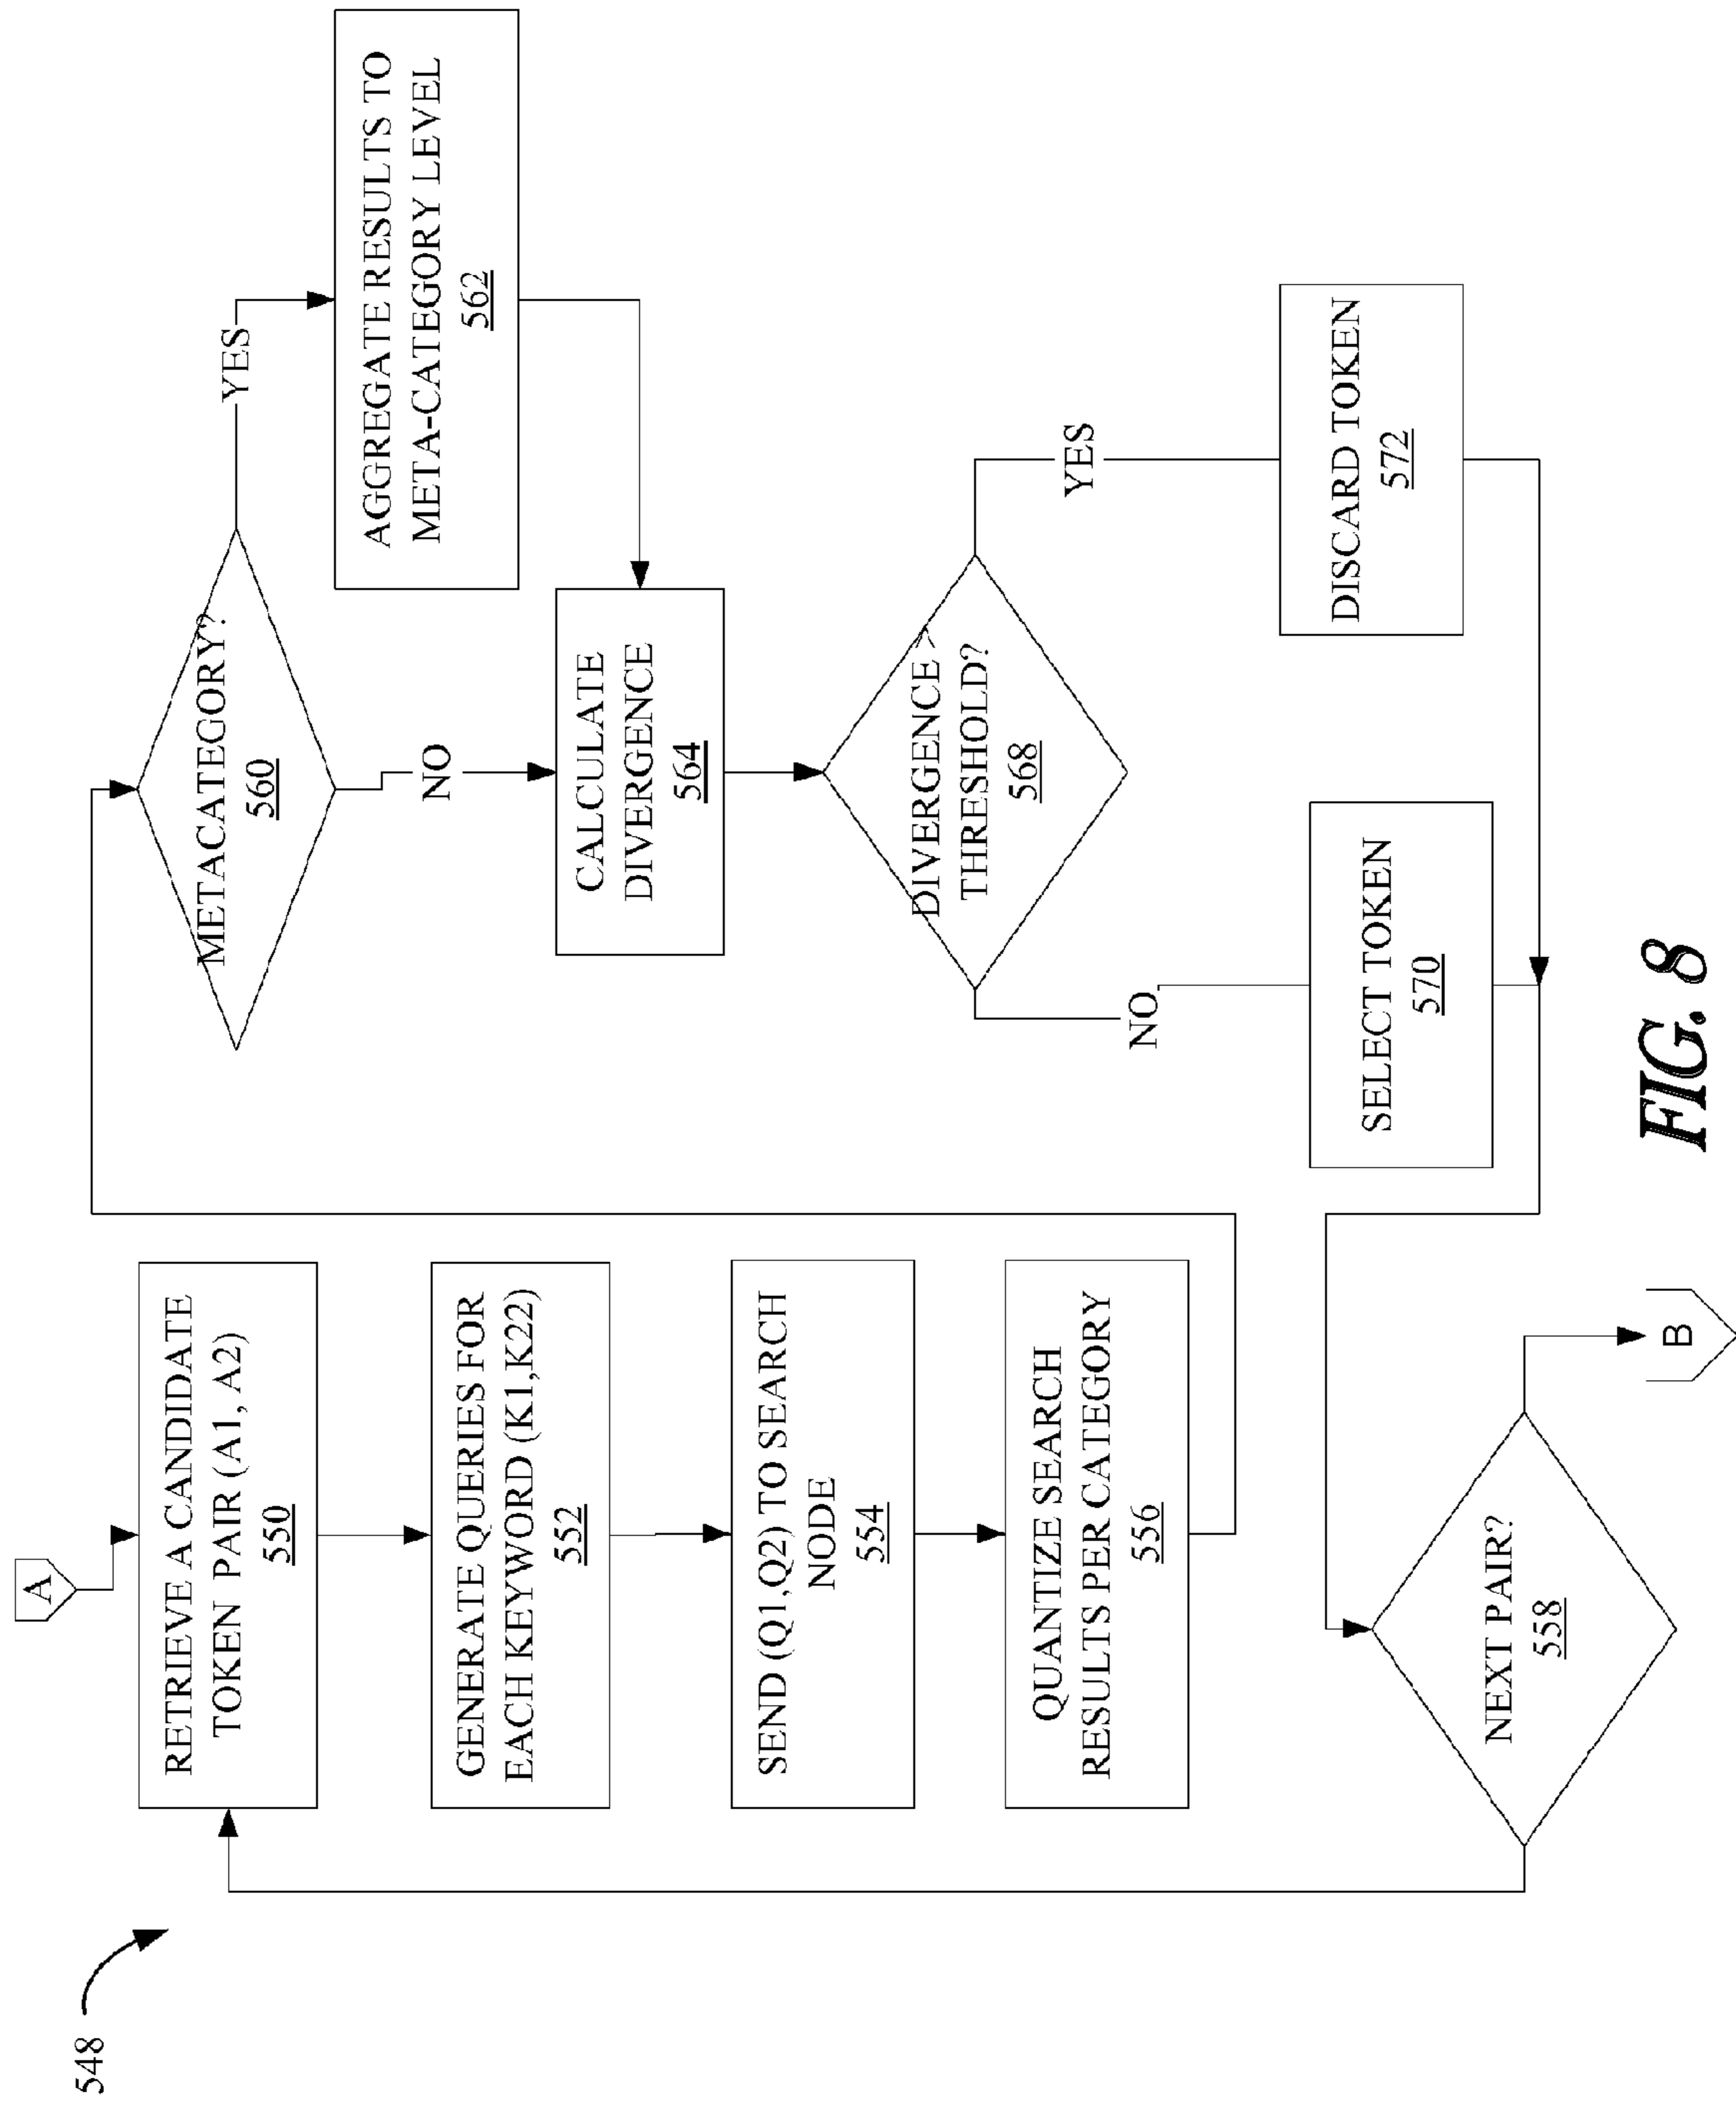 548
A
RETRIEVE A CANDIDATE
TOKEN PAIR (A1, A2)
550
GENERATE QUERIES FOR
EACH KEYWORD (K1,K22)
552
SEND (Q1,Q2) TO SEARCH
NODE
554
QUANTIZE SEARCH
RESULTS PER CATEGORY
556
NEXT PAIR?
558
B
METACATEGORY?
560
YES
NO
AGGREGATE RESULTS TO
META-CATEGORY LEVEL
562
CALCULATE
DIVERGENCE
564
DIVERGENCE >
THRESHOLD?
568
NO
YES
SELECT TOKEN
570
DISCARD TOKEN
572
FIG. 8